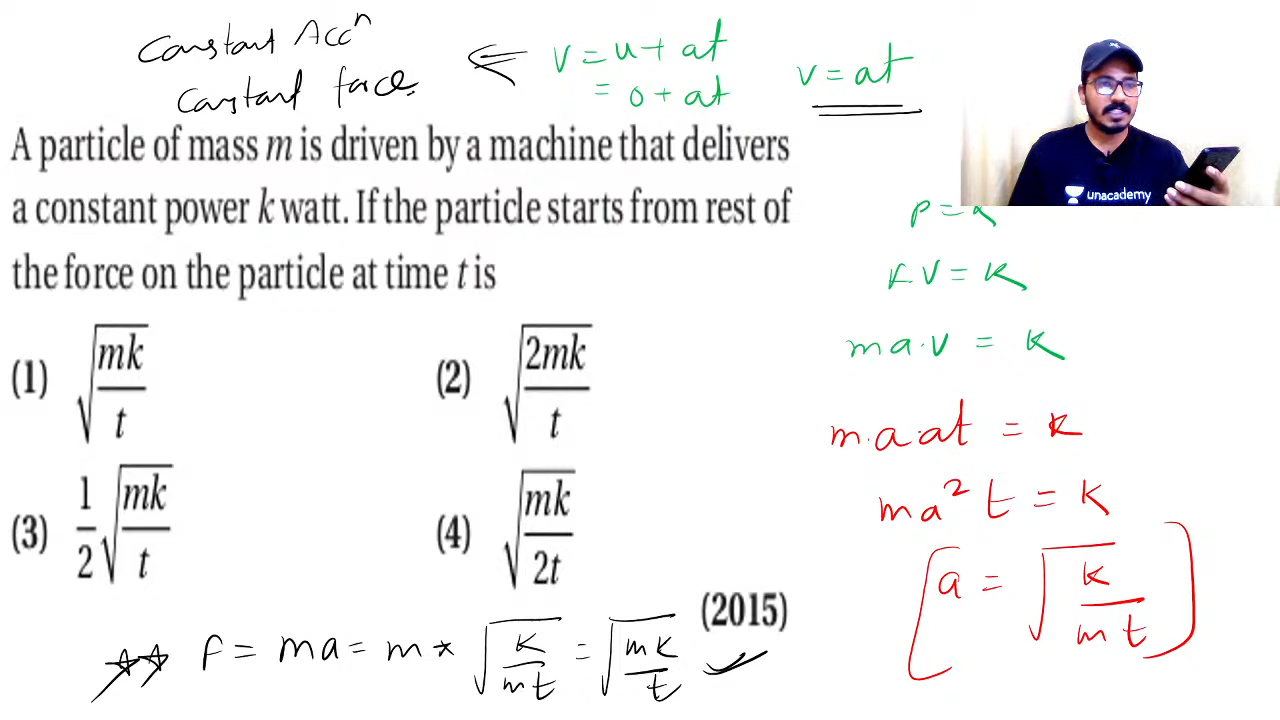 Constant Accⁿ
Constant force.
⇐ v = u + at
= 0 + at
v = at
unacademy
A particle of mass m is driven by a machine that delivers
a constant power k watt. If the particle starts from rest of
the force on the particle at time t is
(1) √(mk/t)
(2) √(2mk/t)
(3) 1/2 √(mk/t)
(4) √(mk/2t)
(2015)
P =
F.V = K
ma.v = K
m.a.at = K
ma² t = K
[a = √(K/mt)]
F = ma = m * √(K/mt) = √(mK/t)